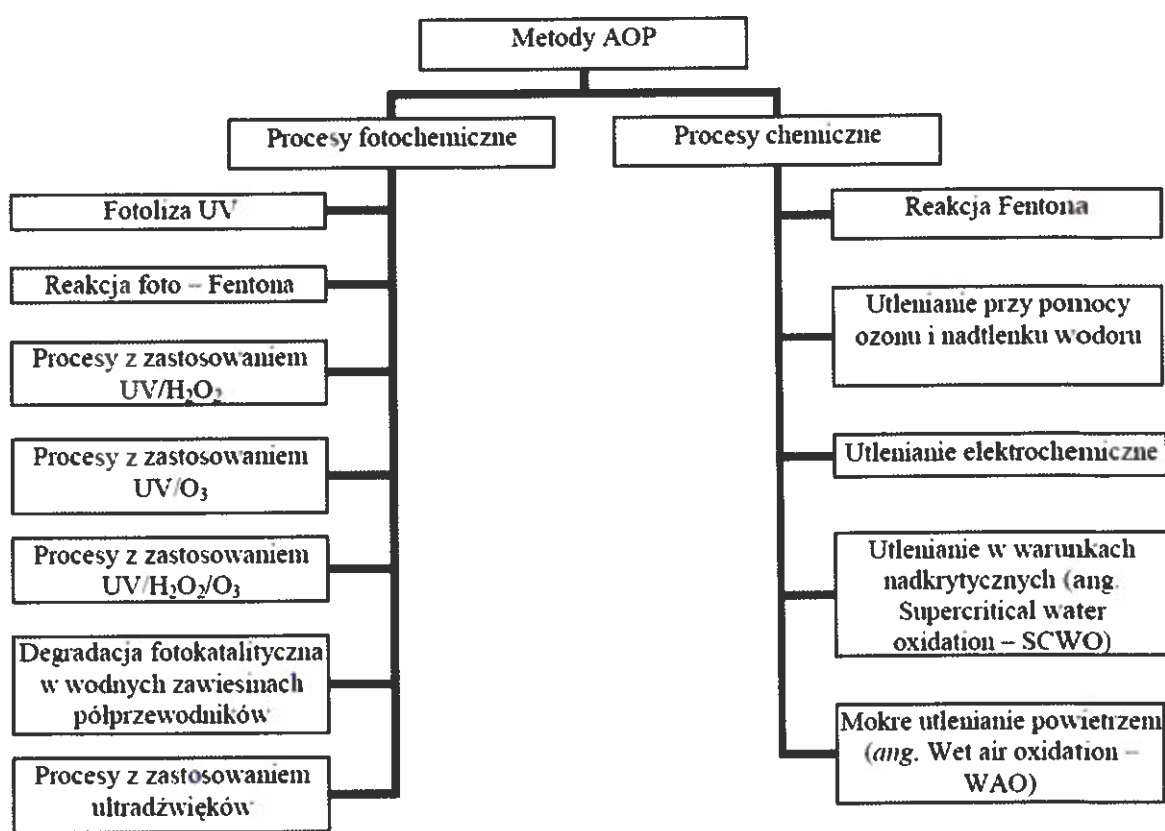 Metody AOP
Procesy fotochemiczne
Procesy chemiczne
Fotoliza UV
Reakcja foto – Fentona
Procesy z zastosowaniem
UV/H₂O₂
Procesy z zastosowaniem
UV/O₃
Procesy z zastosowaniem
UV/H₂O₂/O₃
Degradacja fotokatalityczna
w wodnych zawiesinach
półprzewodników
Procesy z zastosowaniem
ultradźwięków
Reakcja Fentona
Utlenianie przy pomocy
ozonu i nadtlenku wodoru
Utlenianie elektrochemiczne
Utlenianie w warunkach
nadkrytycznych (ang.
Supercritical water
oxidation – SCWO)
Mokre utlenianie powietrzem
(ang. Wet air oxidation –
WAO)